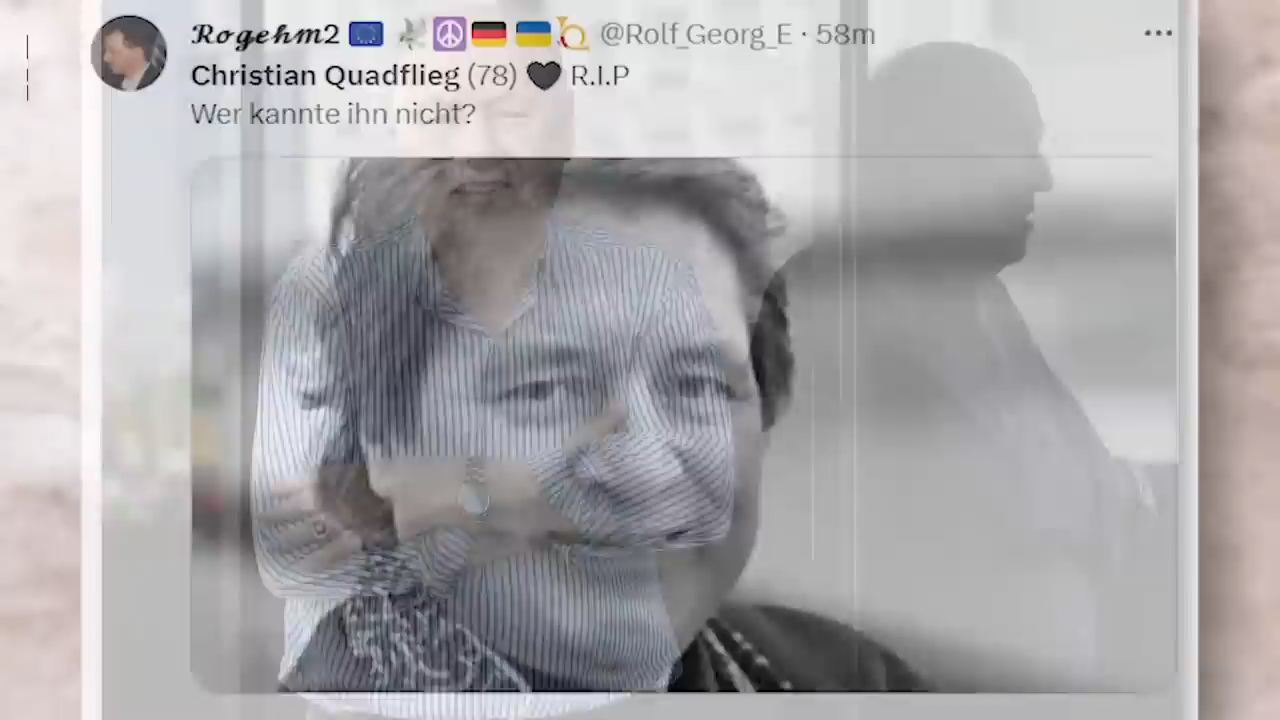 Rogehm2 🇪🇺 🕊 ☮ 🇩🇪 🇺🇦 📯 @Rolf_Georg_E · 58m
Christian Quadflieg (78) 🖤 R.I.P
Wer kannte ihn nicht?